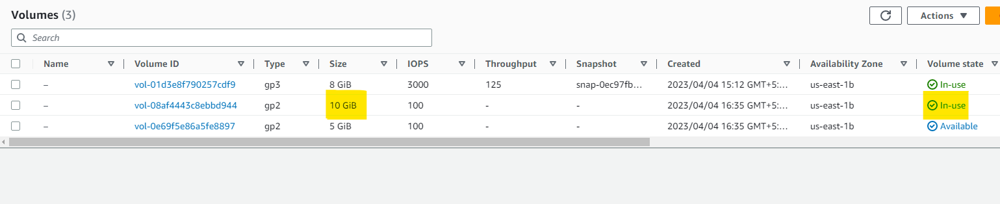 Volumes (3)
Actions
Search
Name Volume ID Type Size IOPS Throughput Snapshot Created Availability Zone Volume state
– vol-01d3e8f790257cdf9 gp3 8 GiB 3000 125 snap-0ec97fb... 2023/04/04 15:12 GMT+5:... us-east-1b In-use
– vol-08af4443c8ebbd944 gp2 10 GiB 100 - - 2023/04/04 16:35 GMT+5:... us-east-1b In-use
– vol-0e69f5e86a5fe8897 gp2 5 GiB 100 - - 2023/04/04 16:35 GMT+5:... us-east-1b Available